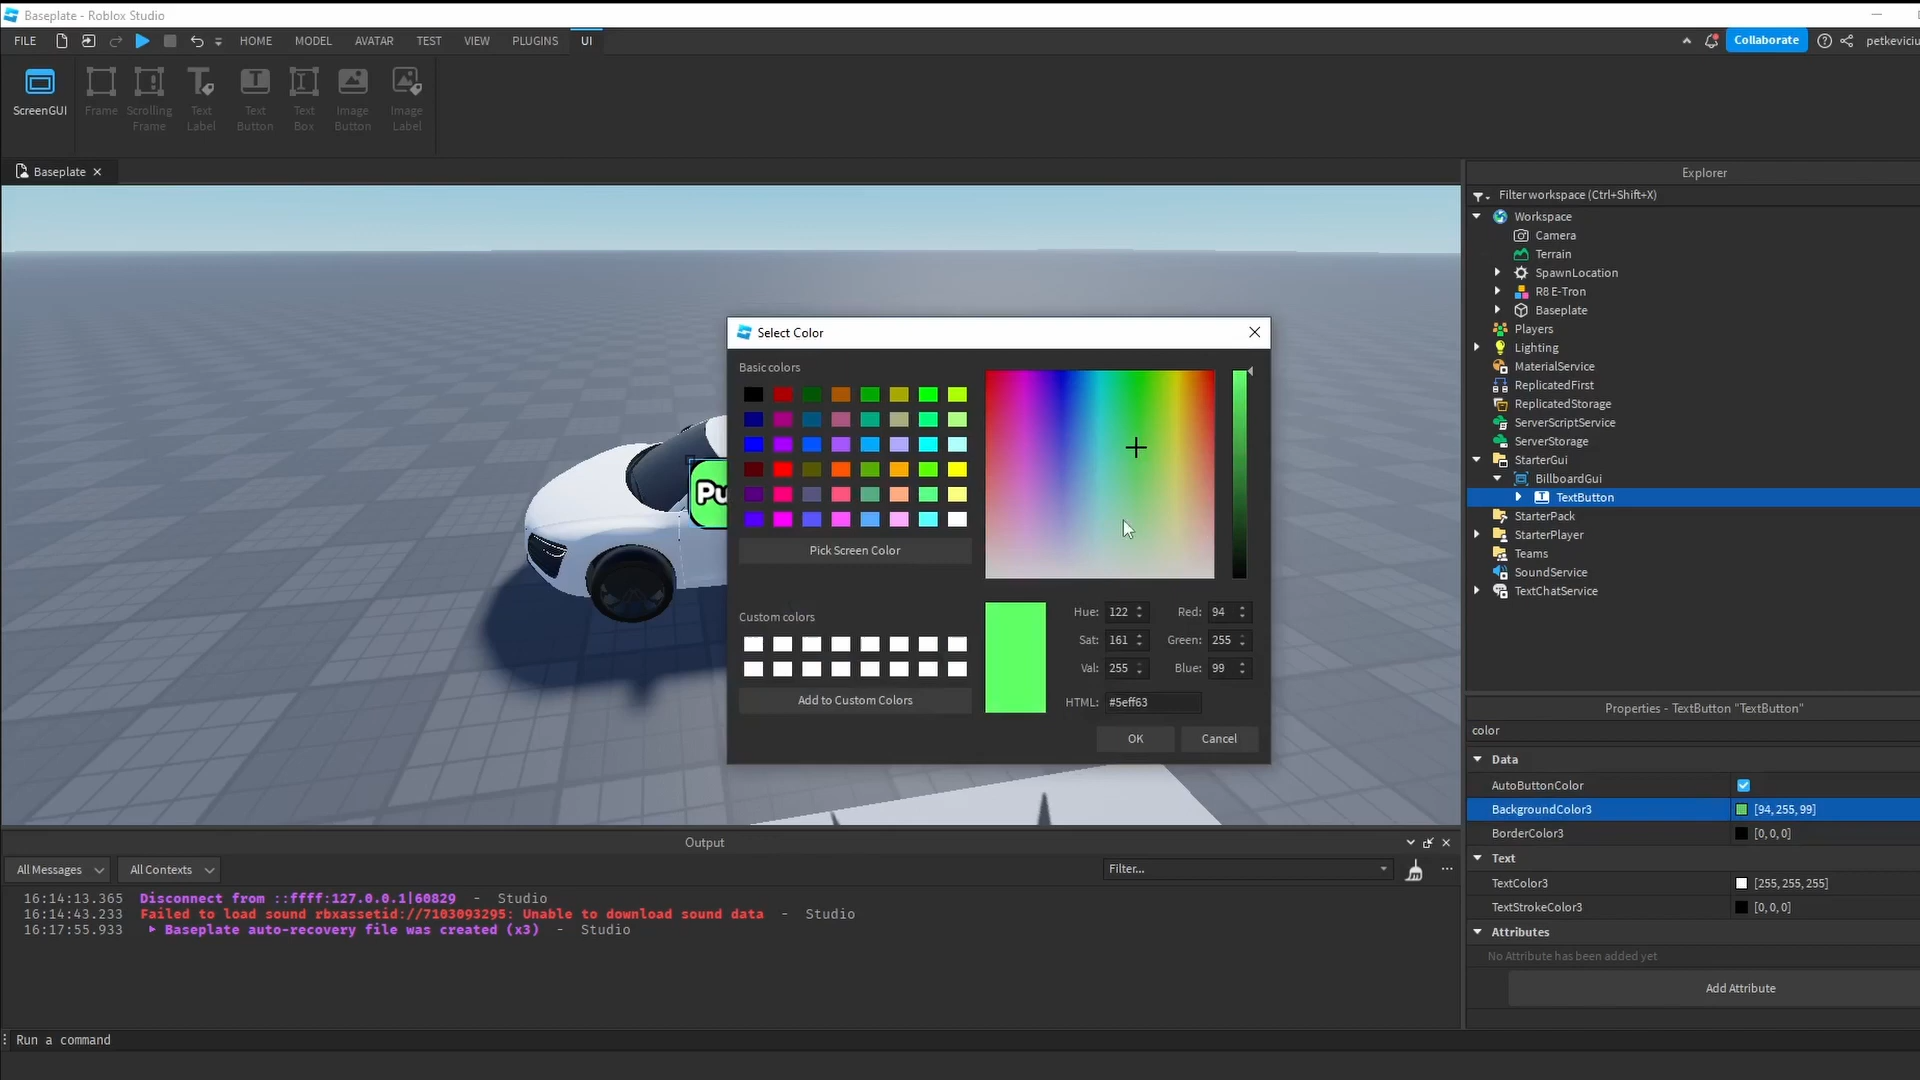 Baseplate - Roblox Studio
FILE HOME MODEL AVATAR TEST VIEW PLUGINS UI Collaborate
ScreenGUI
Frame
Scrolling Frame
Text Label
Text Button
Text Box
Image Button
Image Label
Baseplate
Explorer
Filter workspace (Ctrl+Shift+X)
Workspace
Camera
Terrain
SpawnLocation
R8 E-Tron
Baseplate
Players
Lighting
MaterialService
ReplicatedFirst
ReplicatedStorage
ServerScriptService
ServerStorage
StarterGui
BillboardGui
TextButton
StarterPack
StarterPlayer
Teams
SoundService
TextChatService
Select Color
Basic colors
Pick Screen Color
Custom colors
Add to Custom Colors
Hue: 122 Red: 94
Sat: 161 Green: 255
Val: 255 Blue: 99
HTML: #5eff63
OK Cancel
Properties - TextButton "TextButton"
color
Data
AutoButtonColor
BackgroundColor3 [94, 255, 99]
BorderColor3 [0, 0, 0]
Text
TextColor3 [255, 255, 255]
TextStrokeColor3 [0, 0, 0]
Attributes
No Attribute has been added yet
Add Attribute
Output
All Messages All Contexts Filter...
16:14:13.365 Disconnect from ::ffff:127.0.0.1|60829 - Studio
16:14:43.233 Failed to load sound rbxassetid://7103093295: Unable to download sound data - Studio
16:17:55.933 Baseplate auto-recovery file was created (x3) - Studio
Run a command